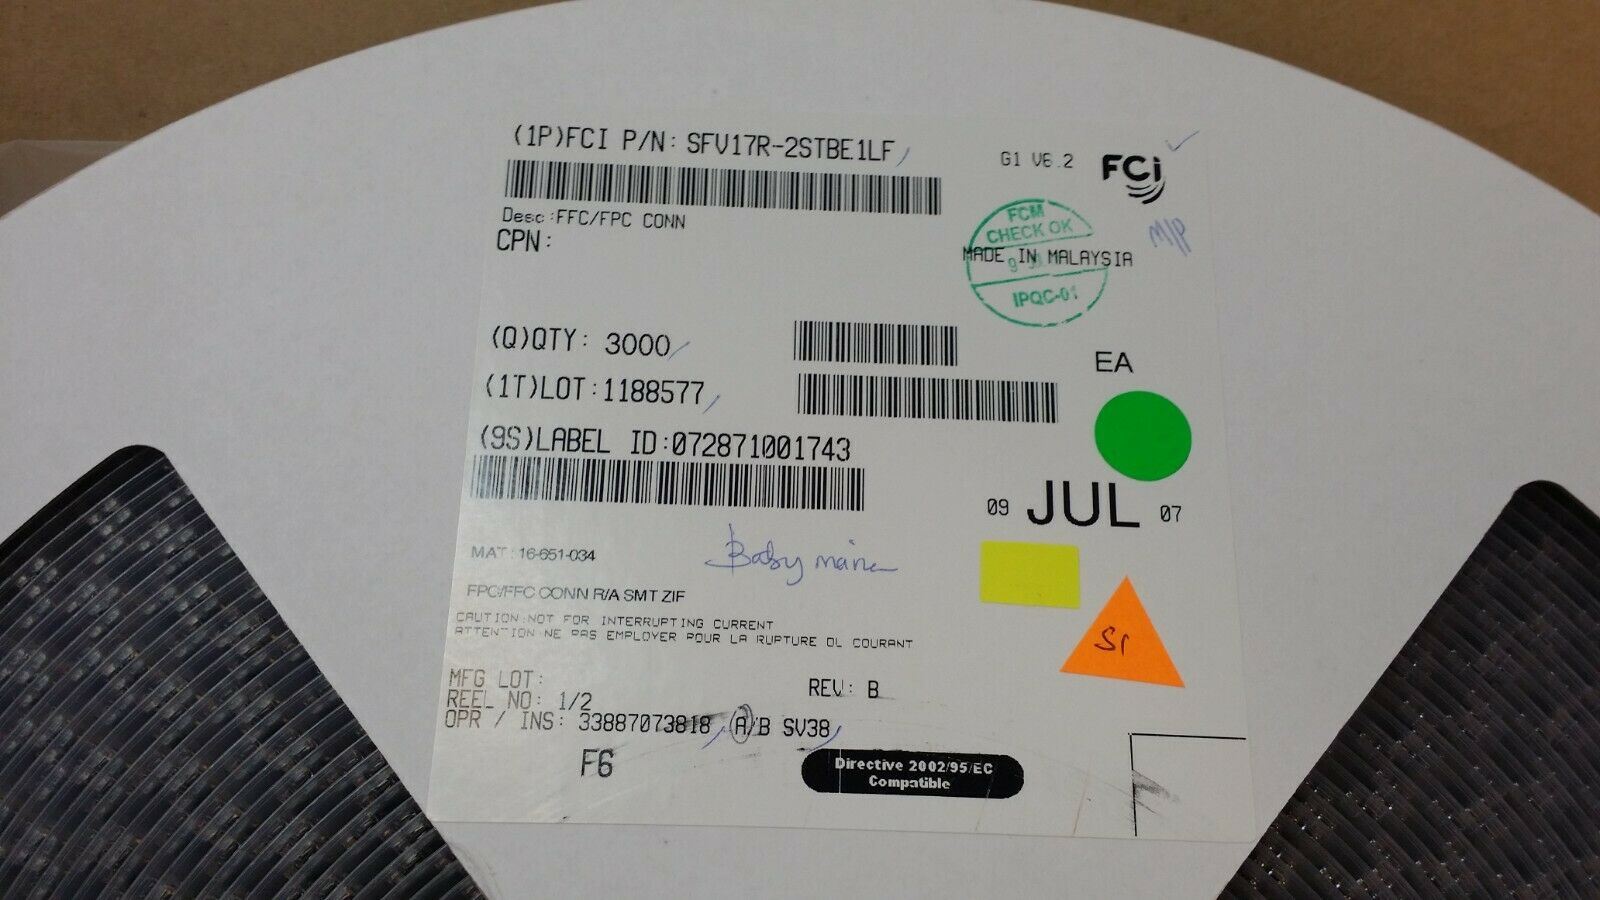 (1P)FCI P/N: SFV17R-2STBE1LF
G1 V6.2 FCi
Desc:FFC/FPC CONN
CPN:
FCM
CHECK OK
MADE IN MALAYSIA
IPQC-01
M/P
(Q)QTY: 3000
EA
(1T)LOT:1188577
(9S)LABEL ID:072871001743
09 JUL 07
MAT: 16-651-034
Baby
FPC/FFC CONN R/A SMT ZIF
CAUTION:NOT FOR INTERRUPTING CURRENT
ATTENTION:NE PAS EMPLOYER POUR LA RUPTURE DL COURANT
S1
MFG LOT:
REV: B
REEL NO: 1/2
OPR / INS: 33887073818 A/B SV38
F6
Directive 2002/95/EC
Compatible